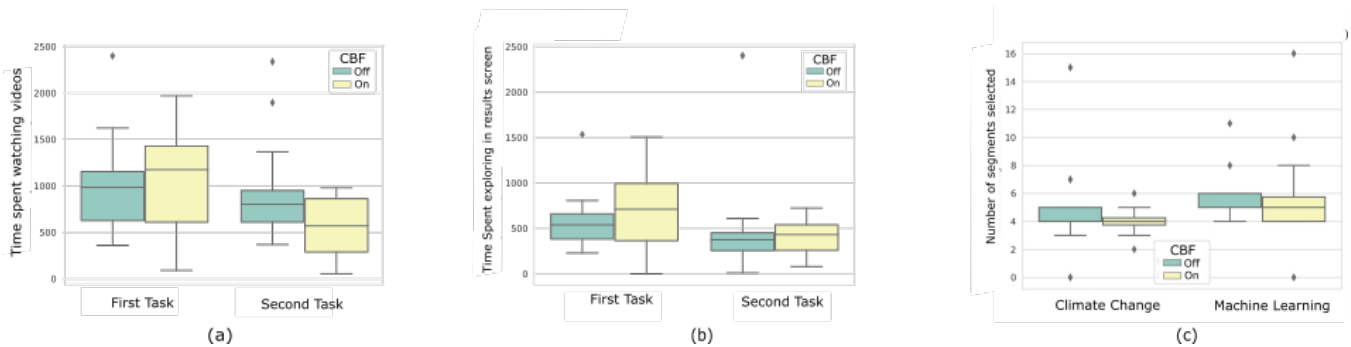 Time spent watching videos
2500
2000
1500
1000
500
0
CBF
Off
On
First Task
Second Task
(a)
Time Spent exploring in results screen
2500
2000
1500
1000
500
0
CBF
Off
On
First Task
Second Task
(b)
Number of segments selected
16
14
12
10
8
6
4
2
0
CBF
Off
On
Climate Change
Machine Learning
(c)